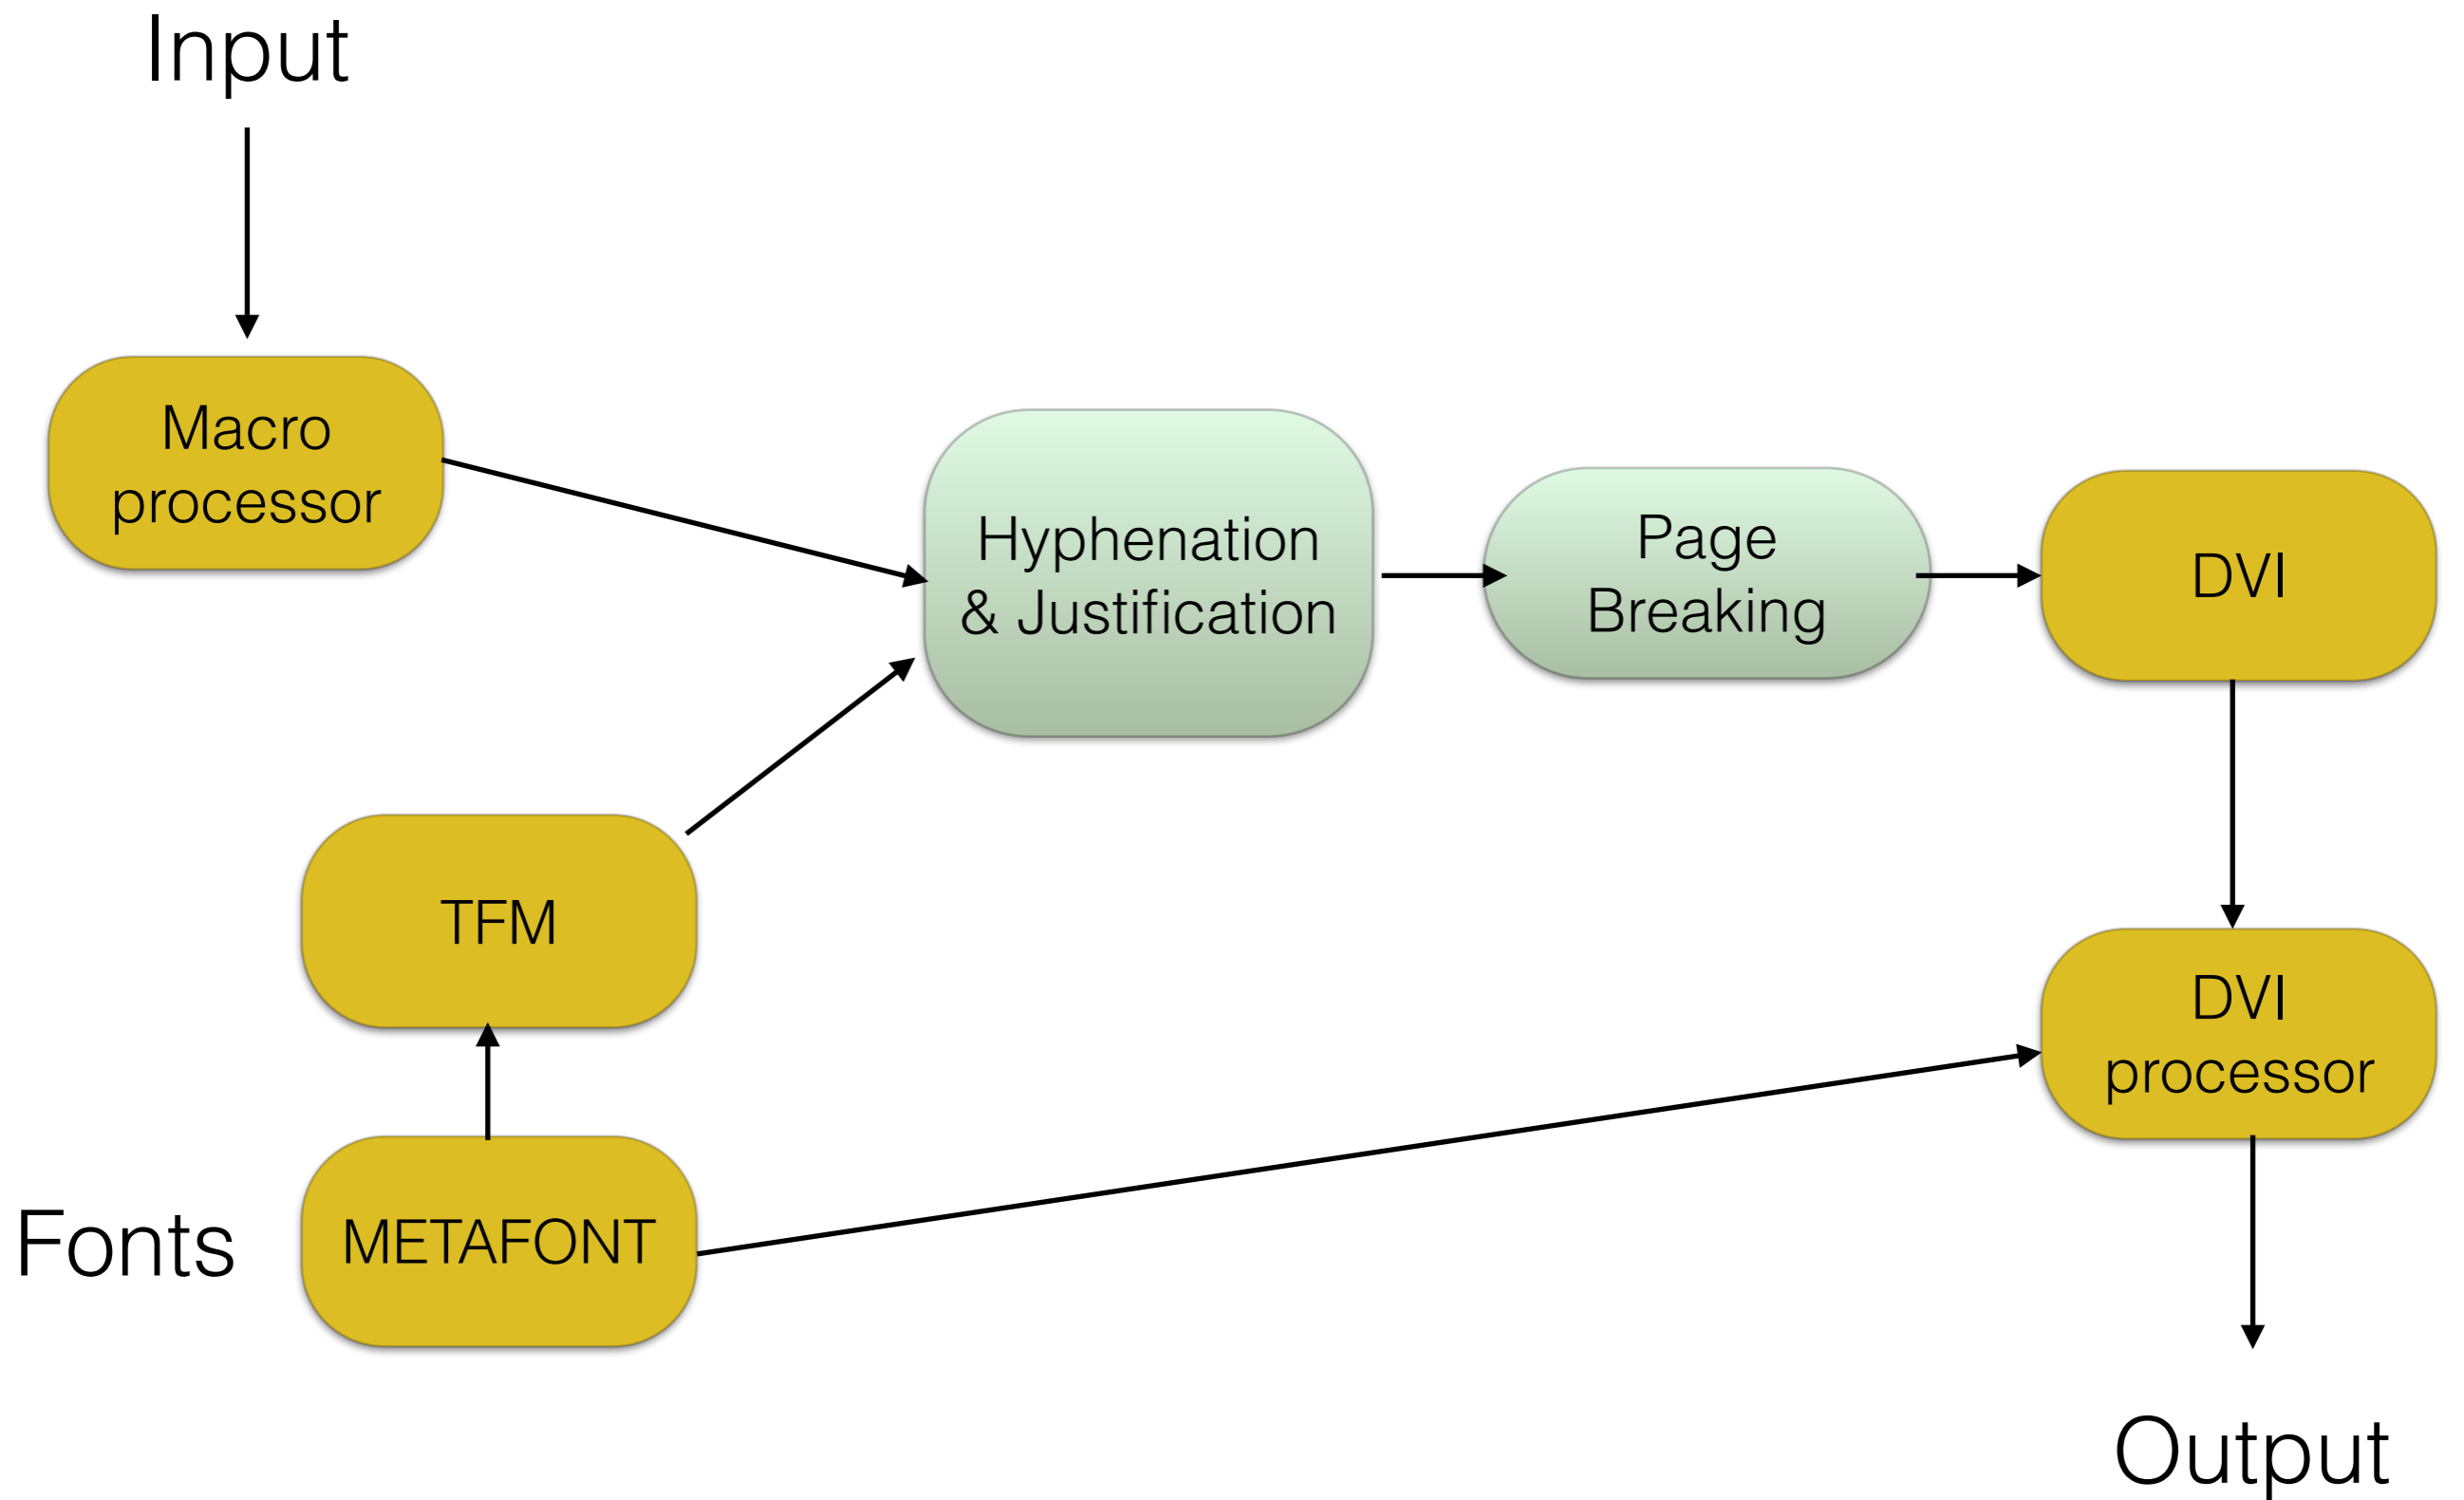 Input
Macro
processor
Hyphenation
& Justification
Page
Breaking
DVI
TFM
DVI
processor
Fonts
METAFONT
Output